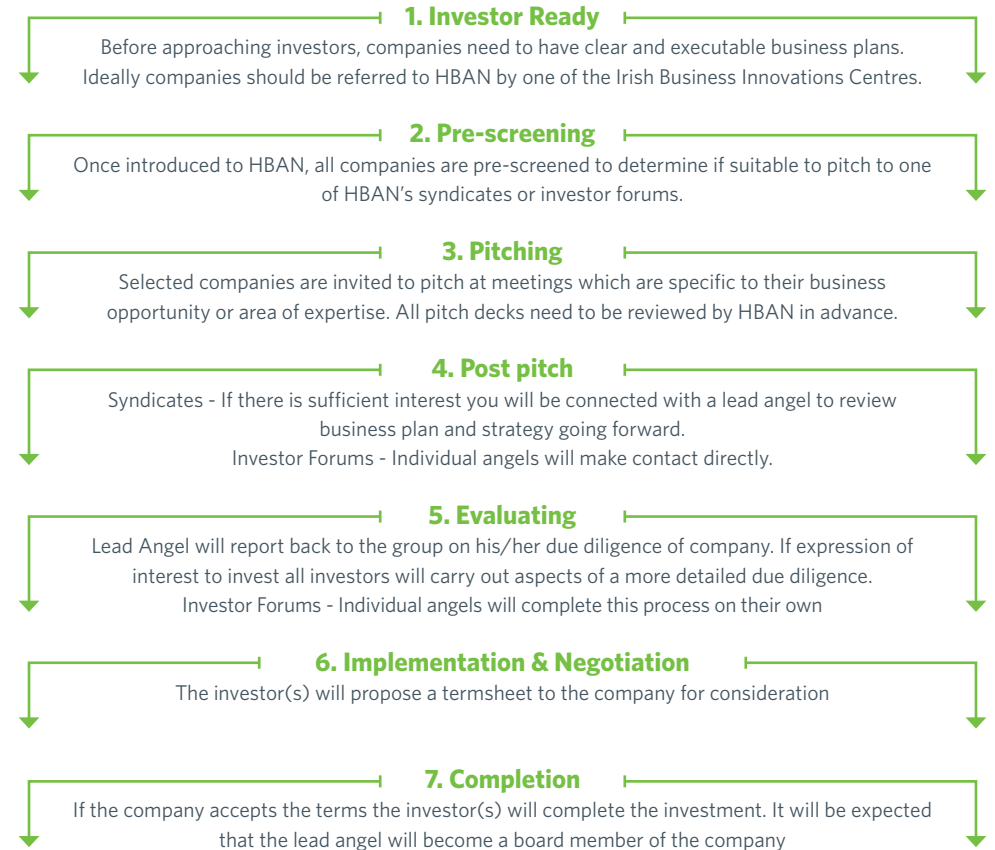 1. Investor Ready
Before approaching investors, companies need to have clear and executable business plans.
Ideally companies should be referred to HBAN by one of the Irish Business Innovations Centres.
2. Pre-screening
Once introduced to HBAN, all companies are pre-screened to determine if suitable to pitch to one
of HBAN’s syndicates or investor forums.
3. Pitching
Selected companies are invited to pitch at meetings which are specific to their business
opportunity or area of expertise. All pitch decks need to be reviewed by HBAN in advance.
4. Post pitch
Syndicates - If there is sufficient interest you will be connected with a lead angel to review
business plan and strategy going forward.
Investor Forums - Individual angels will make contact directly.
5. Evaluating
Lead Angel will report back to the group on his/her due diligence of company. If expression of
interest to invest all investors will carry out aspects of a more detailed due diligence.
Investor Forums - Individual angels will complete this process on their own
6. Implementation & Negotiation
The investor(s) will propose a termsheet to the company for consideration
7. Completion
If the company accepts the terms the investor(s) will complete the investment. It will be expected
that the lead angel will become a board member of the company